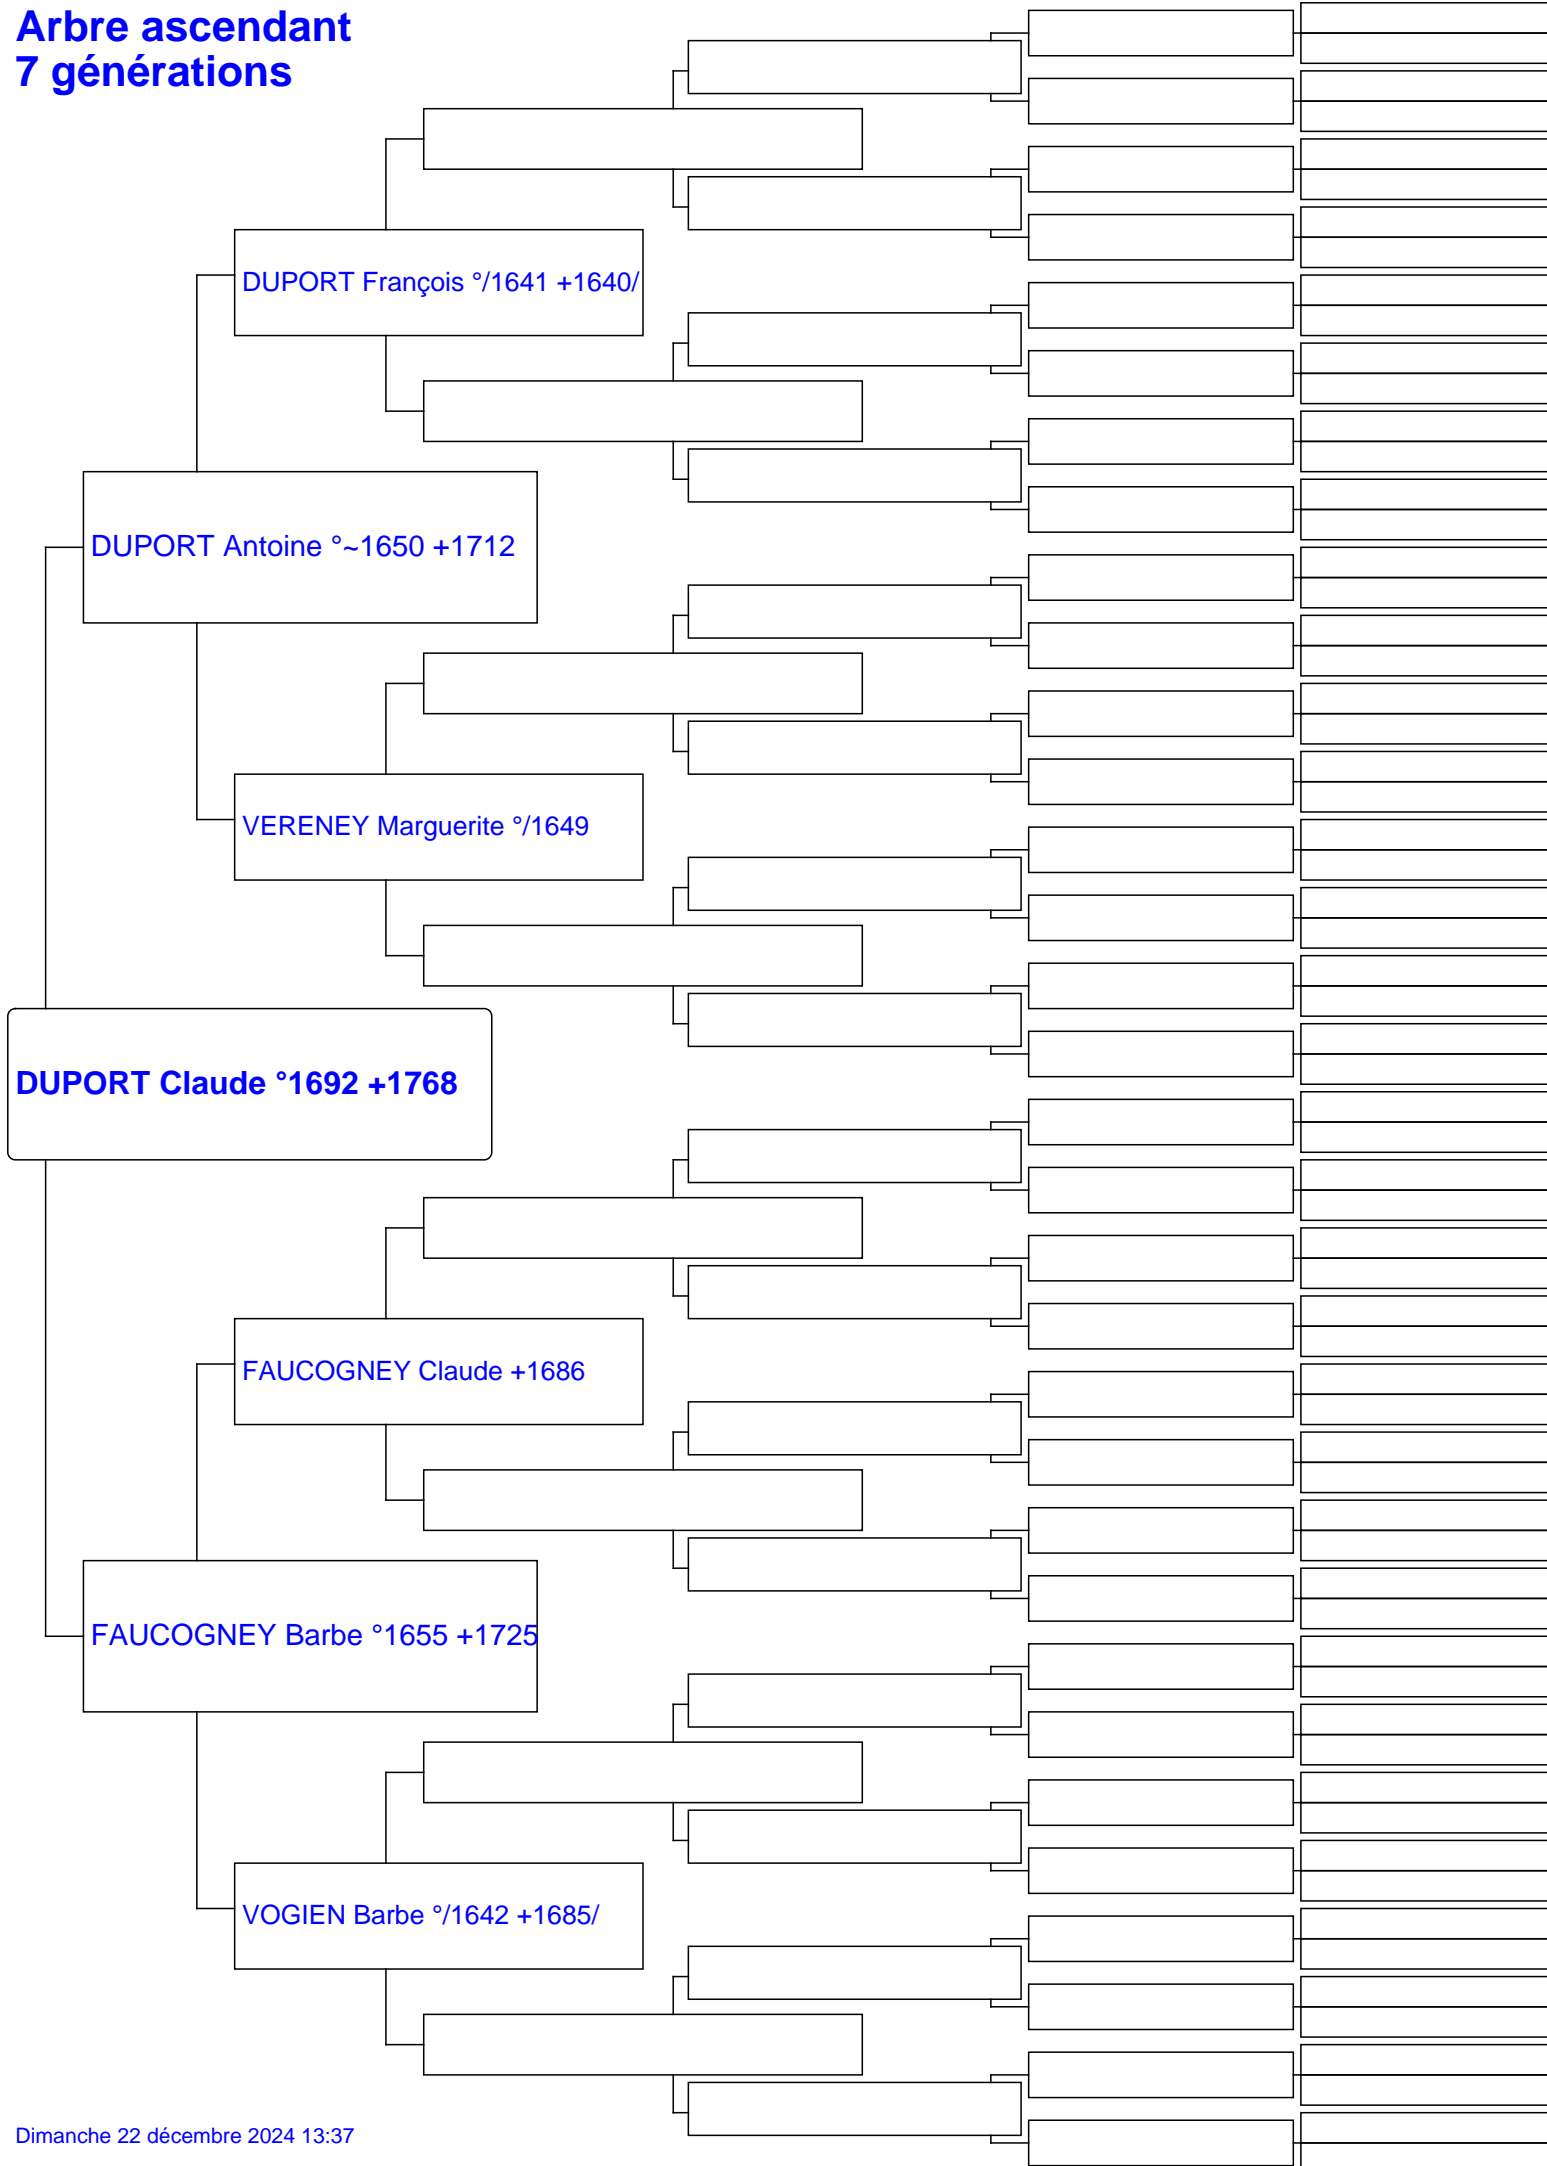 Arbre ascendant
7 générations
DUPORT François °/1641 +1640/
DUPORT Antoine °~1650 +1712
VERENEY Marguerite °/1649
DUPORT Claude °1692 +1768
FAUCOGNEY Claude +1686
FAUCOGNEY Barbe °1655 +1725
VOGIEN Barbe °/1642 +1685/
Dimanche 22 décembre 2024 13:37